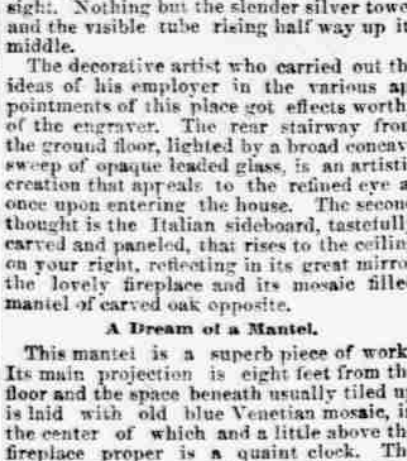 sight. Nothing but the slender silver towe
and the visible tube rising half way up i
middle.
The decorative artist who carried out th
ideas of his employer in the various ap
pointments of this place got effects worth
of the engraver. The rear stairway from
the ground floor, lighted by a broad concav
sweep of opaque leaded glass, is an artisti
creation that appeals to the refined eye a
once upon entering the house. The secon
thought is the Italian sideboard, tastefull
carved and paneled, that rises to the ceilin
on your right, reflecting in its great mirro
the lovely fireplace and its mosaic fille
mantel of carved oak opposite.
A Dream of a Mantel.
This mantel is a superb piece of work
Its main projection is eight feet from th
floor and the space beneath usually tiled u
is laid with old blue Venetian mosaic, i
the center of which and a little above th
fireplace proper is a quaint clock. Th